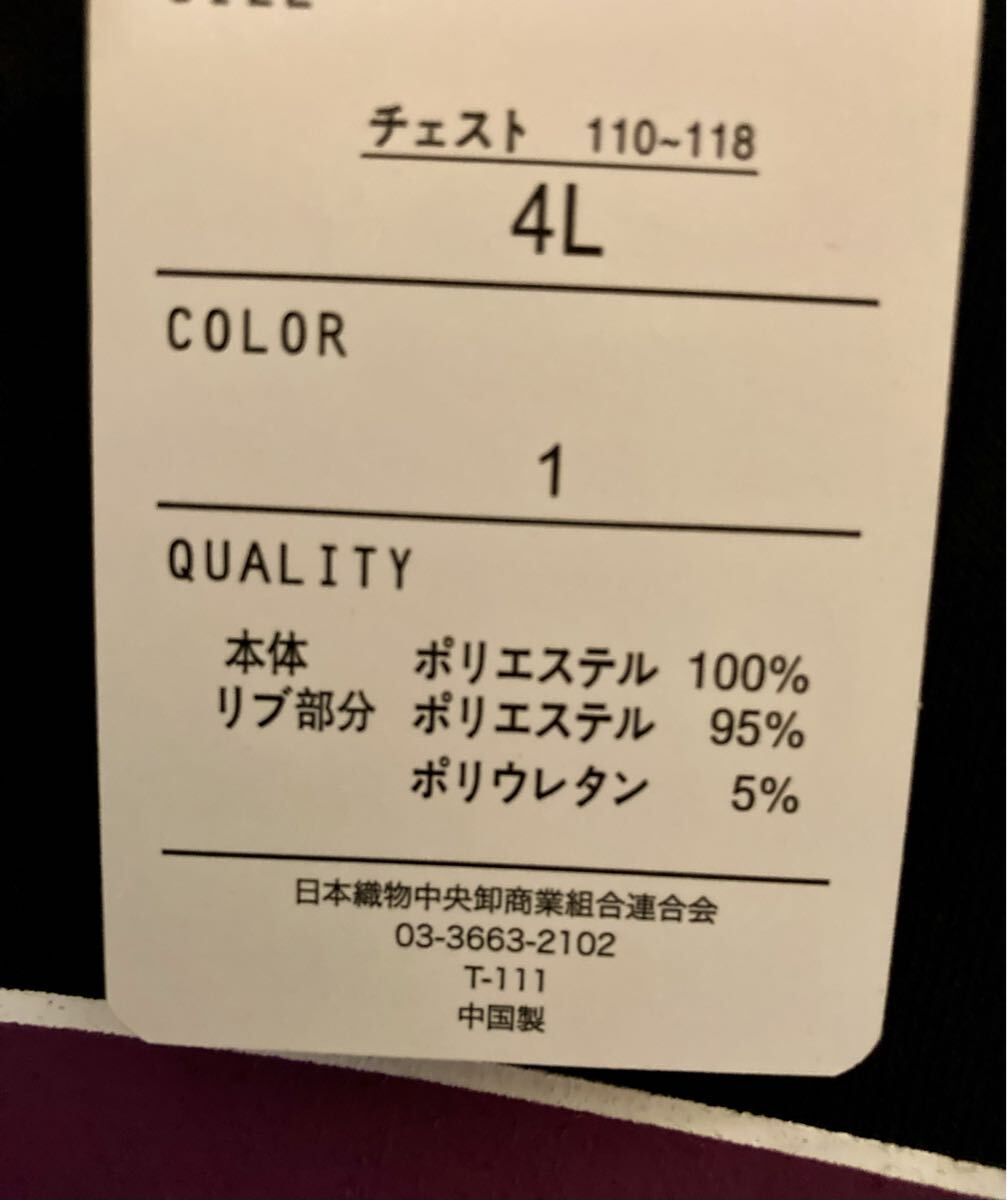 SIZE
チェスト 110~118
4L
COLOR
1
QUALITY
本体 ポリエステル 100%
リブ部分 ポリエステル 95%
ポリウレタン 5%
日本織物中央卸商業組合連合会
03-3663-2102
T-111
中国製